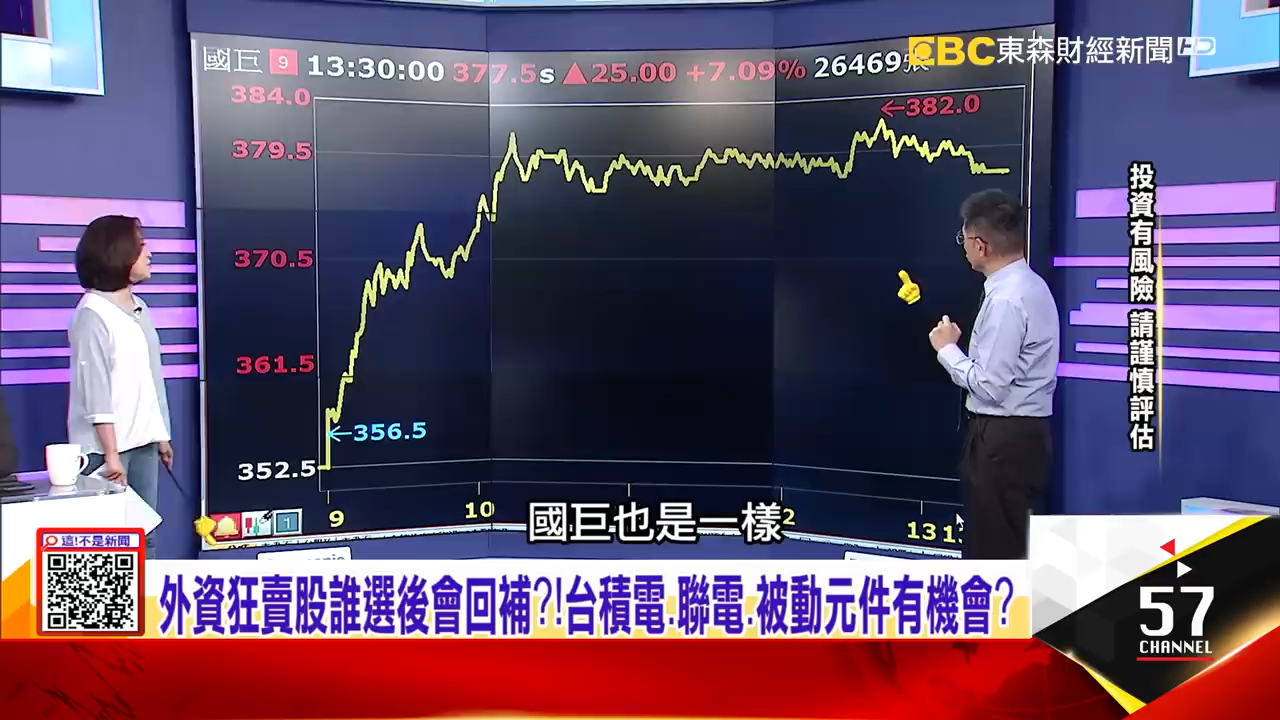 國巨 9 13:30:00 377.5s ▲25.00 +7.09% 26469張
EBC 東森財經新聞 HD
384.0
←382.0
379.5
370.5
361.5
←356.5
352.5
9
10
2
13
1
投資有風險 請謹慎評估
國巨也是一樣
這!不是新聞
外資狂賣股誰選後會回補?!台積電.聯電.被動元件有機會?
57
CHANNEL